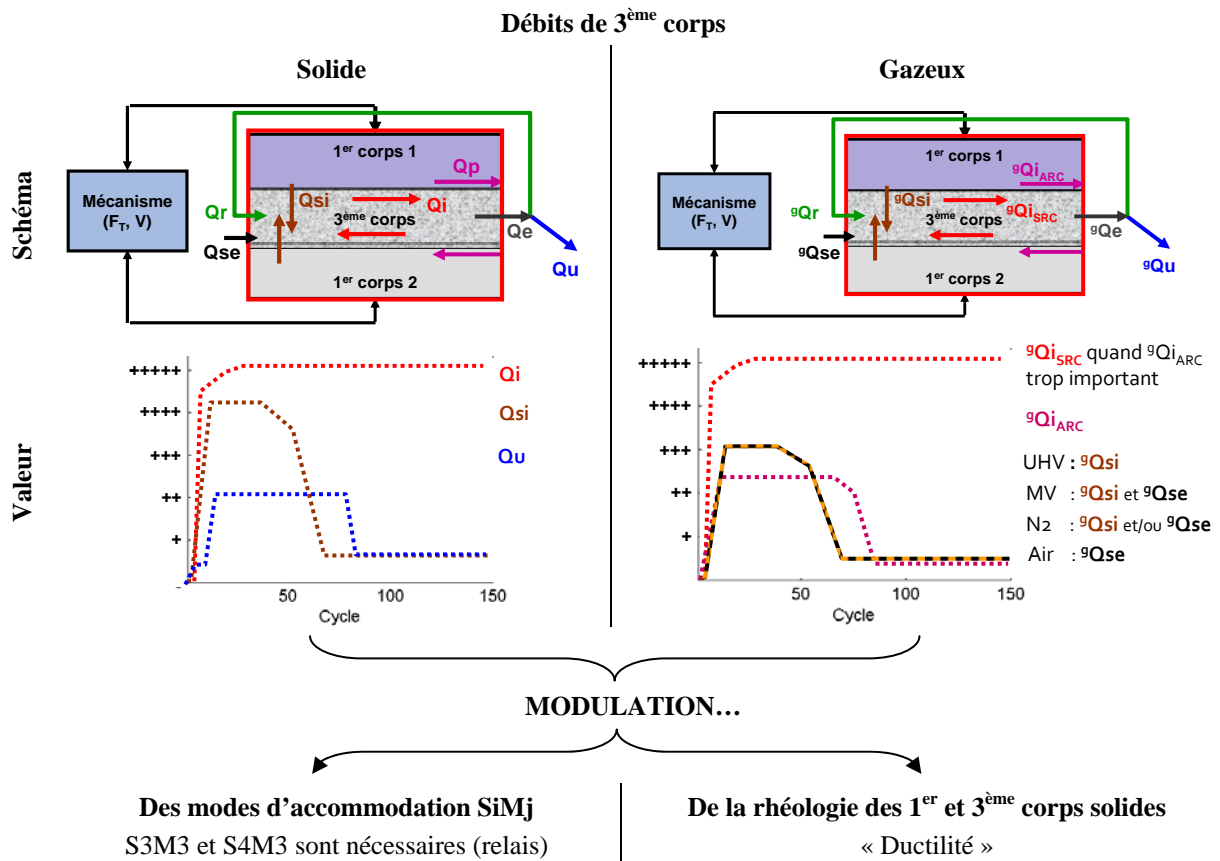 Débits de 3ème corps
Solide
Gazeux
Schéma
Mécanisme
(FT, V)
1er corps 1
Qp
Qsi
Qi
Qr
3ème corps
Qe
Qse
Qu
1er corps 2
Mécanisme
(FT, V)
1er corps 1
gQiARC
gQsi
gQr
3ème corps
gQiSRC
gQe
gQse
gQu
1er corps 2
Valeur
+++++
++++
+++
++
+
50
100
150
Cycle
Qi
Qsi
Qu
+++++
++++
+++
++
+
50
100
150
Cycle
gQiSRC quand gQiARC
trop important
gQiARC
UHV : gQsi
MV : gQsi et gQse
N2 : gQsi et/ou gQse
Air : gQse
MODULATION…
Des modes d'accommodation SiMj
S3M3 et S4M3 sont nécessaires (relais)
De la rhéologie des 1er et 3ème corps solides
« Ductilité »